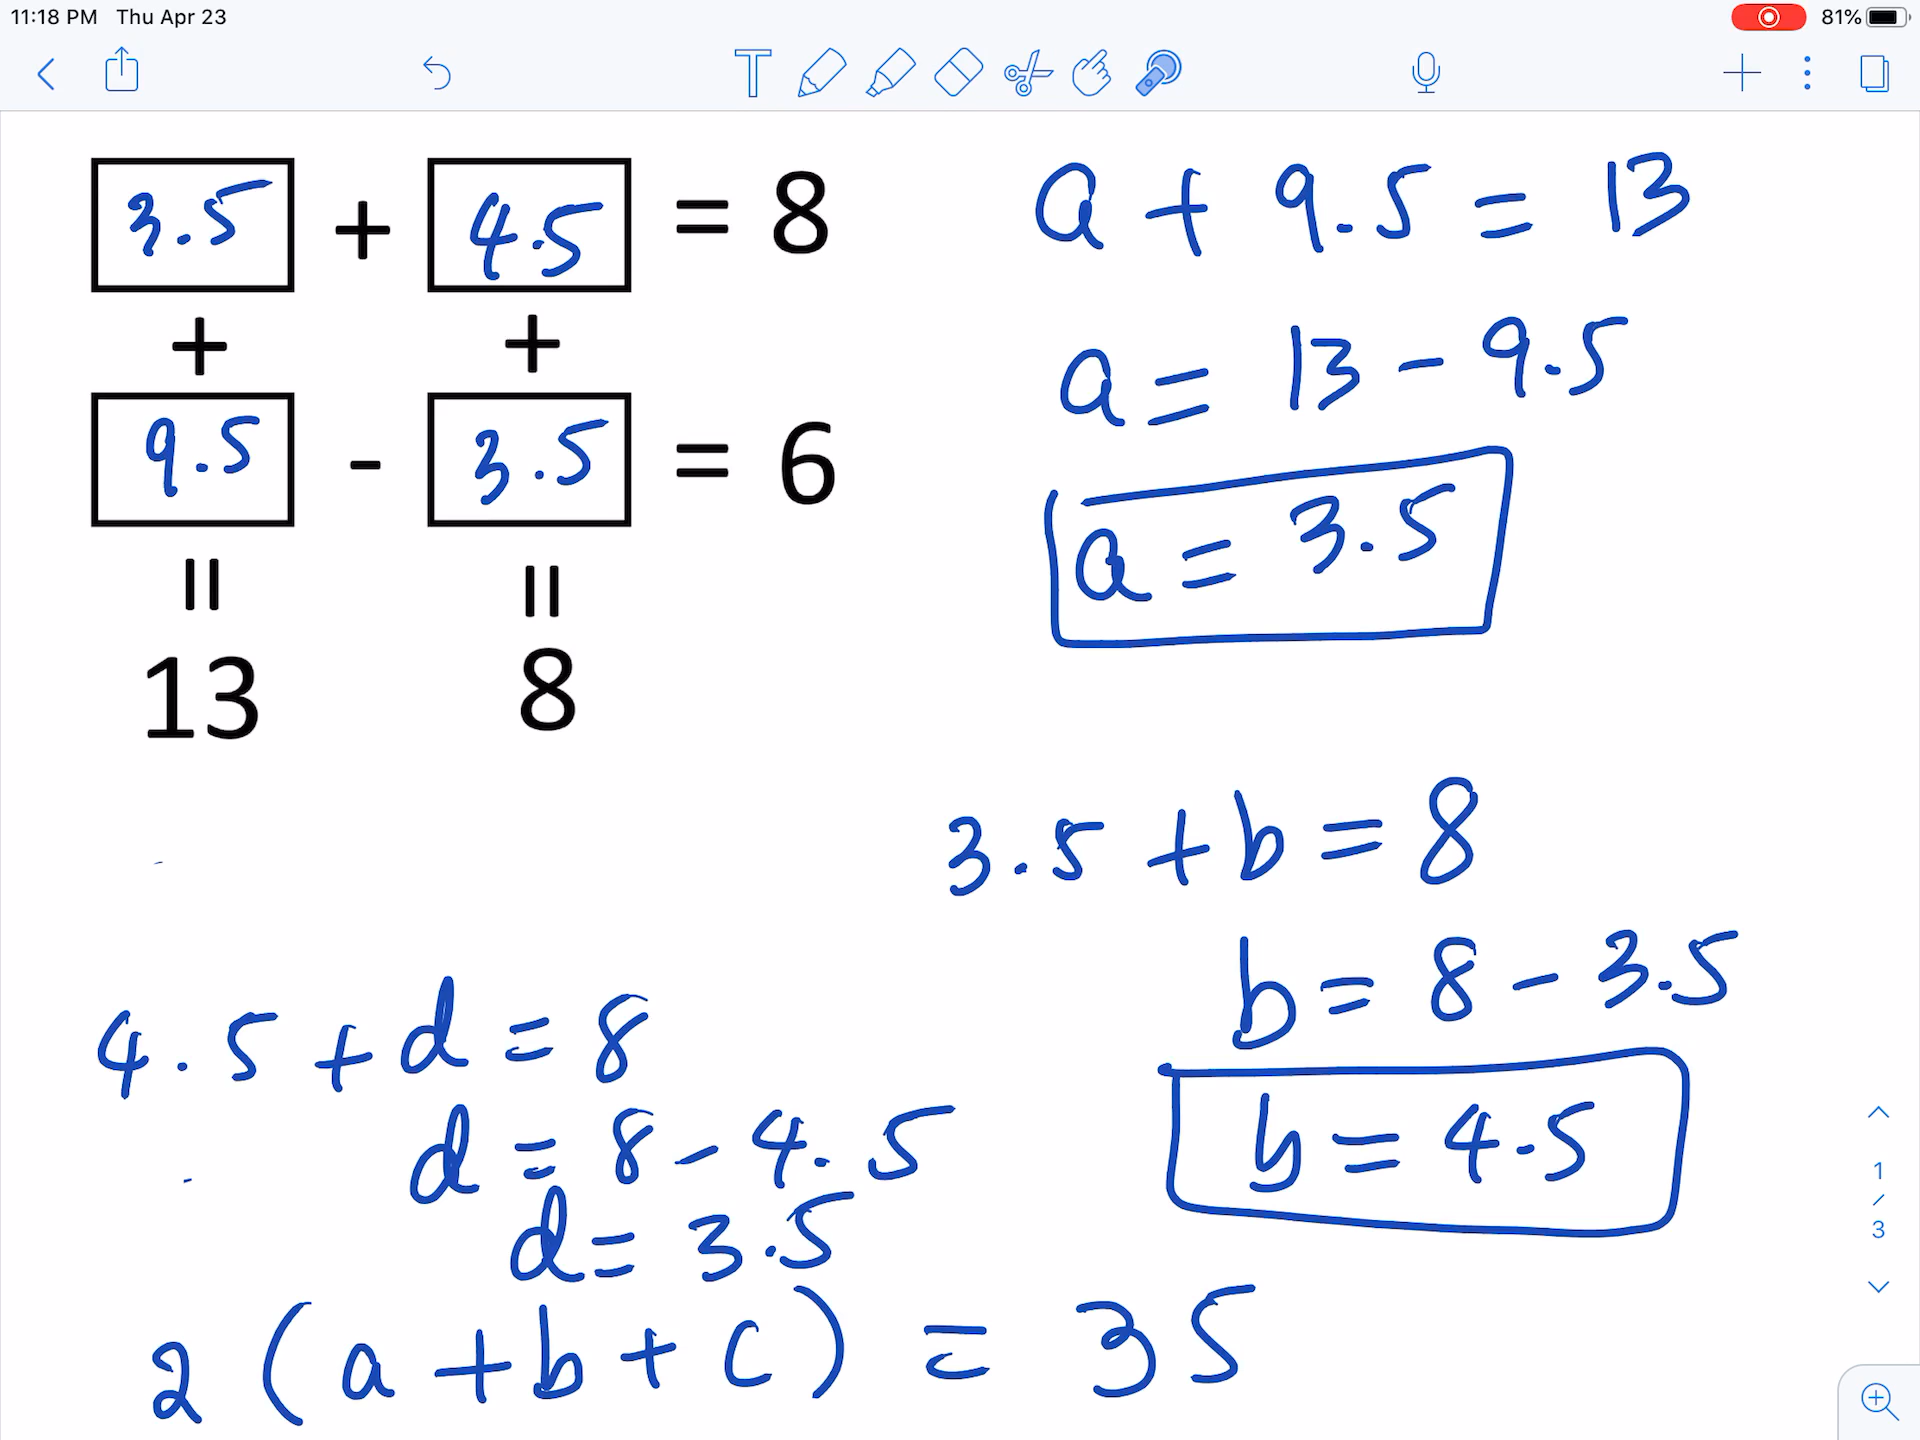 11:18 PM Thu Apr 23
81%
3.5 + 4.5 = 8
+ +
9.5 - 3.5 = 6
= =
13 8
a + 9.5 = 13
a = 13 - 9.5
a = 3.5
3.5 + b = 8
b = 8 - 3.5
b = 4.5
4.5 + d = 8
d = 8 - 4.5
d = 3.5
2 ( a + b + c ) = 35
1
/
3